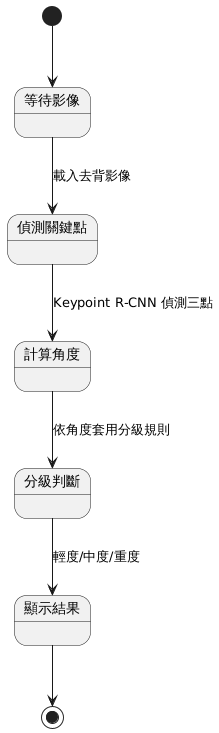 等待影像
載入去背影像
偵測關鍵點
Keypoint R-CNN 偵測三點
計算角度
依角度套用分級規則
分級判斷
輕度/中度/重度
顯示結果